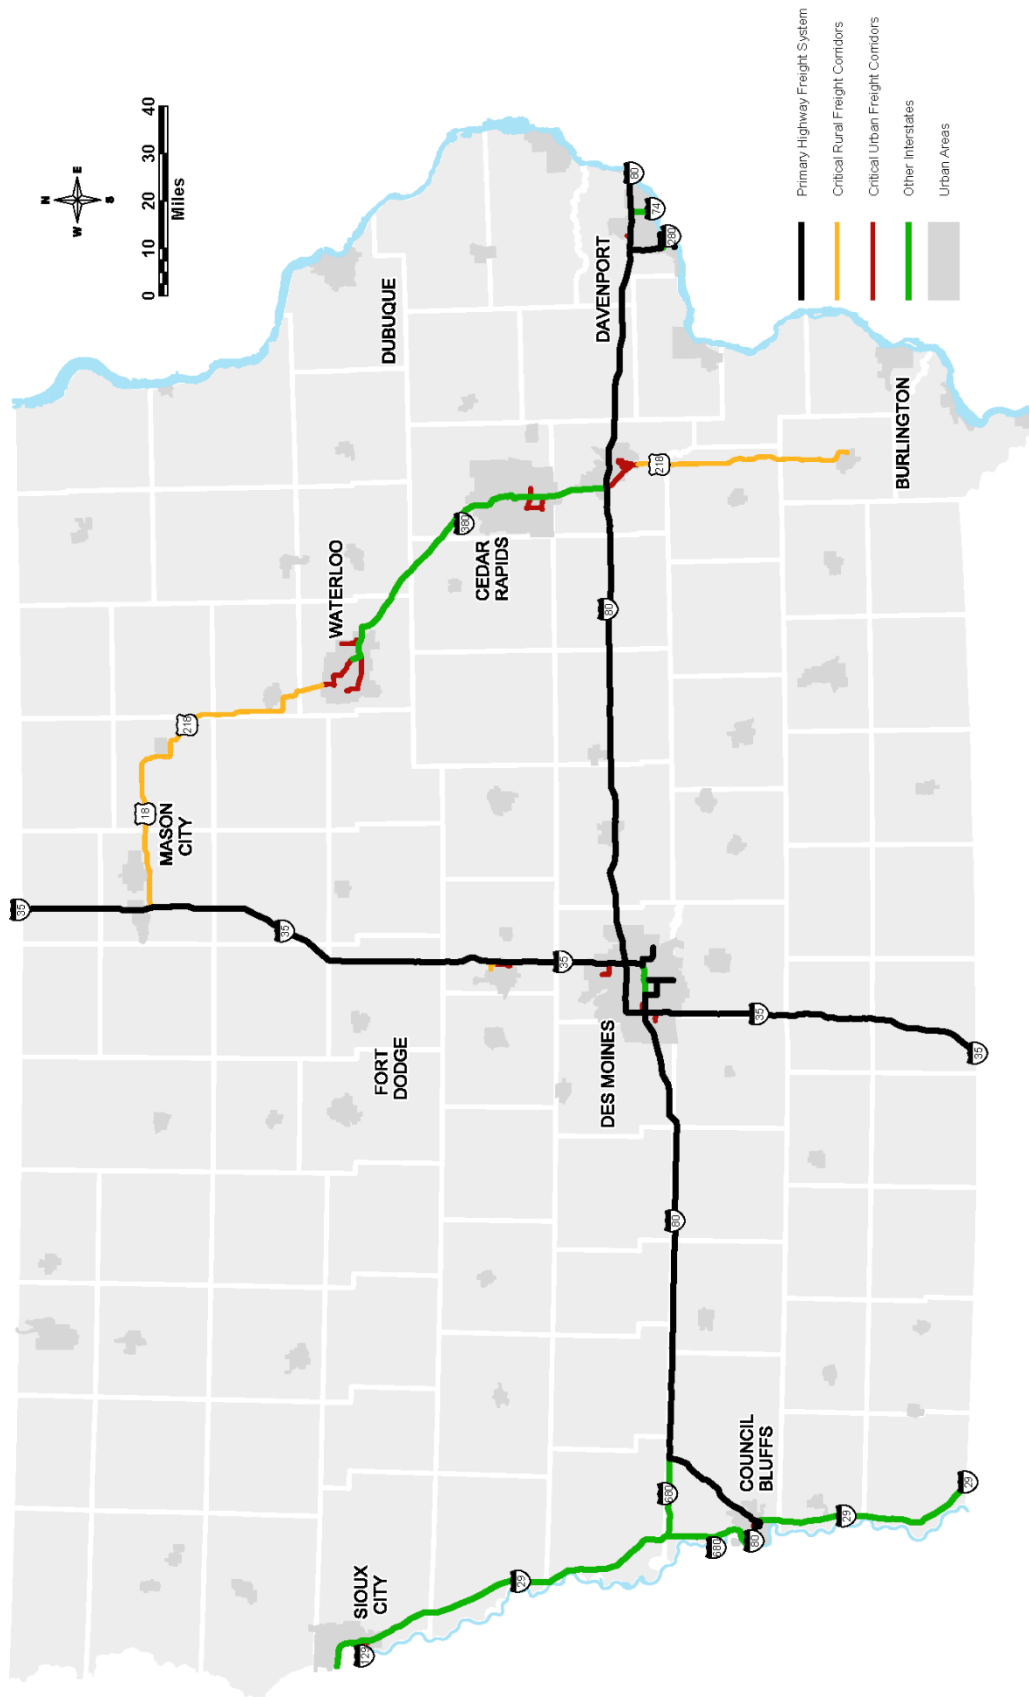 N
W E
S
0 10 20 30 40
Miles
35
18
MASON
CITY
218
35
WATERLOO
SIOUX
CITY
129
FORT
DODGE
DUBUQUE
380
CEDAR
RAPIDS
29
35
DES MOINES
80
DAVENPORT
80
74
280
218
680
80
680
COUNCIL
BLUFFS
80
35
29
BURLINGTON
29
35
Primary Highway Freight System
Critical Rural Freight Corridors
Critical Urban Freight Corridors
Other Interstates
Urban Areas